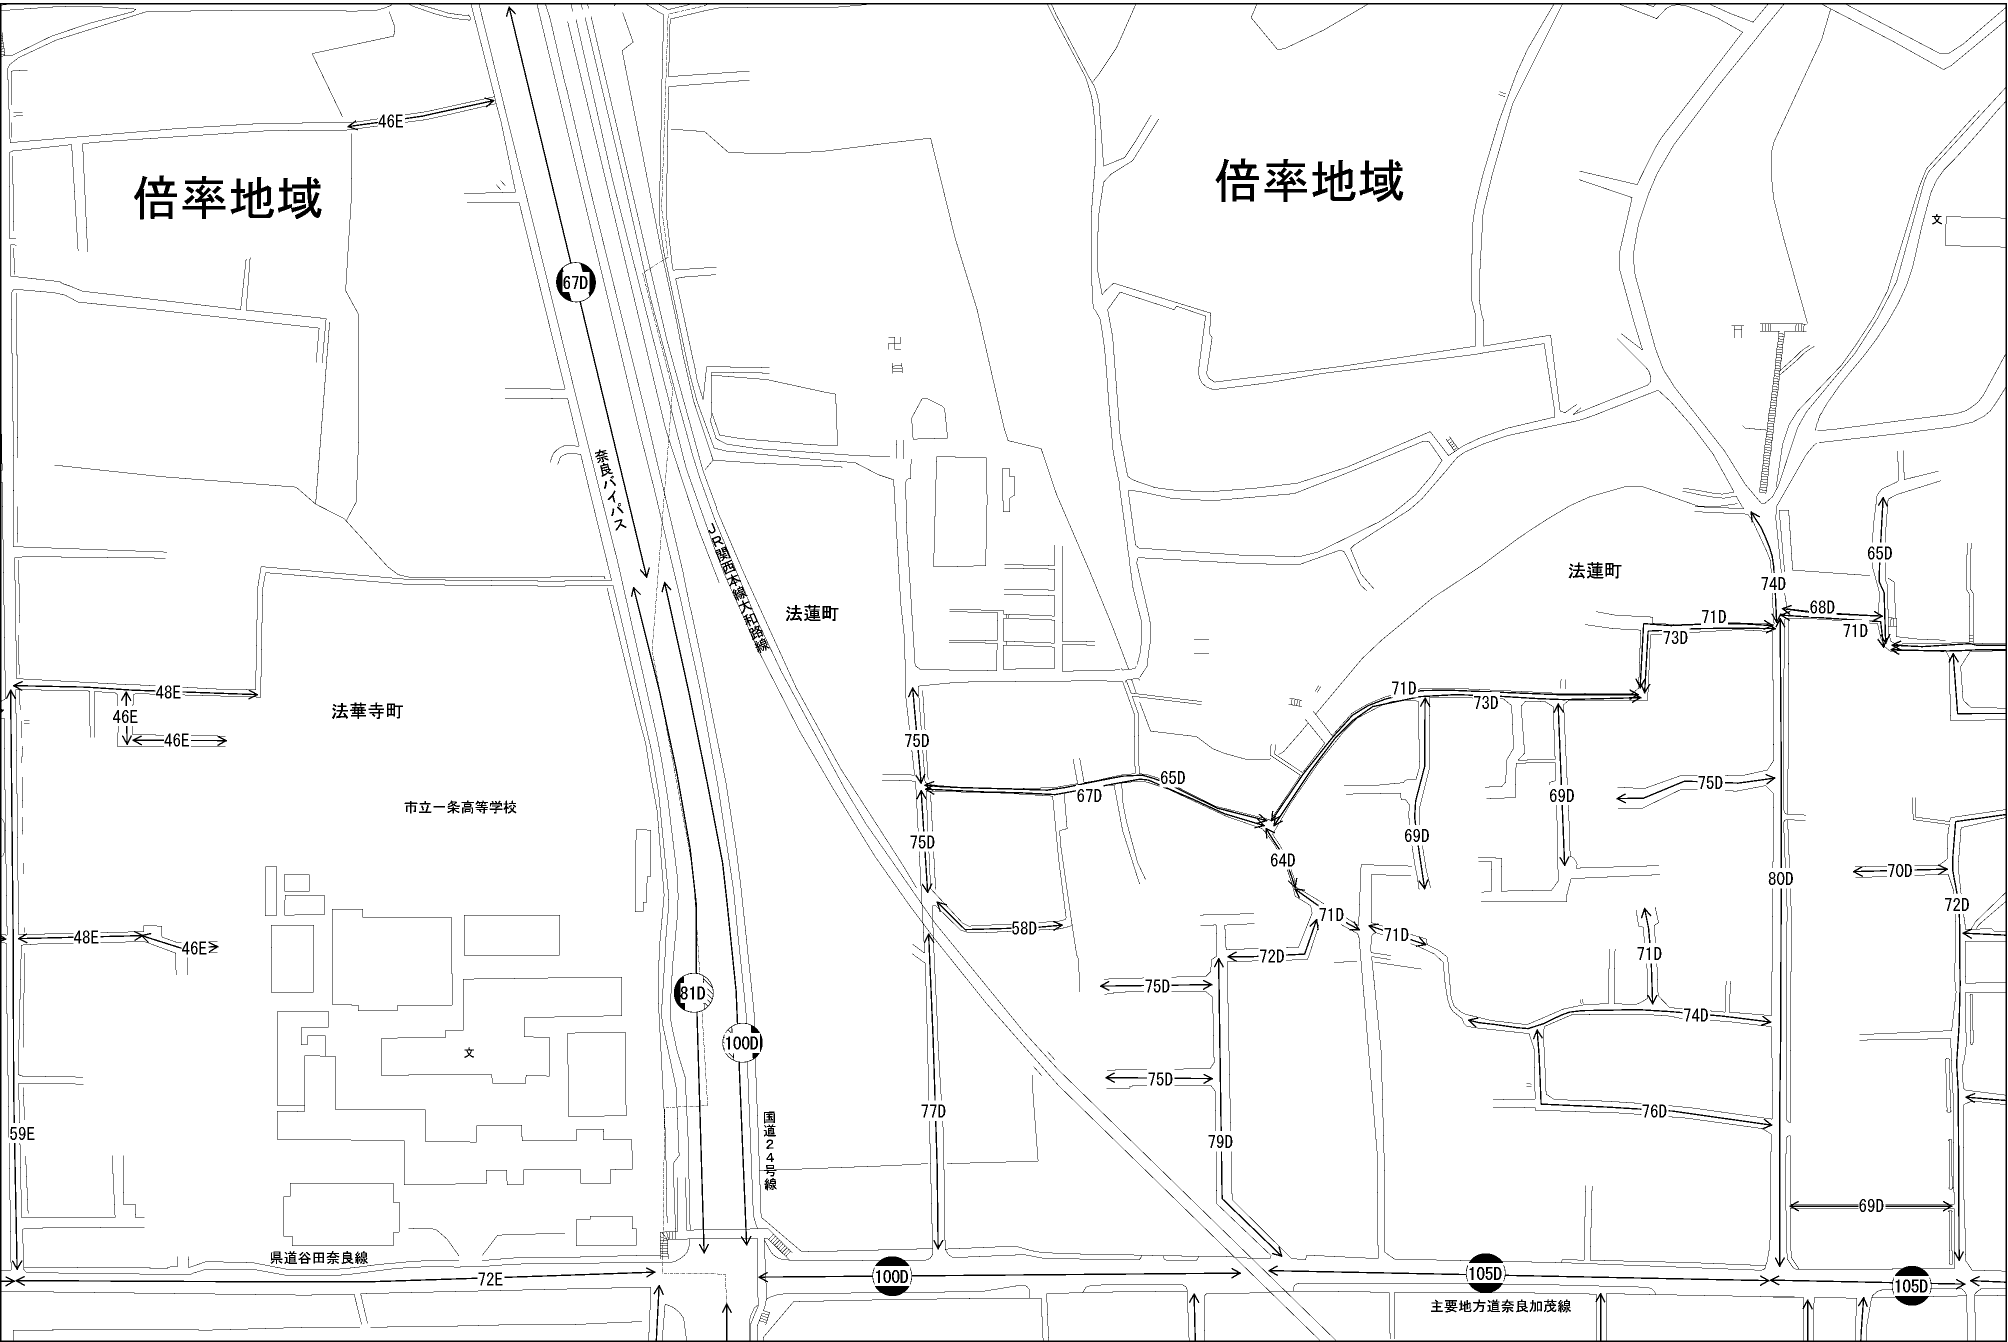 46E
倍率地域
倍率地域
文
67D
奈良バイパス
JR関西本線大和路線
法蓮町
法蓮町
65D
74D
68D
71D
71D
73D
48E
46E
46E
法華寺町
71D
73D
75D
65D
67D
75D
69D
市立一条高等学校
69D
75D
64D
70D
80D
72D
71D
58D
71D
72D
71D
48E
46E
75D
81D
74D
100D
文
75D
77D
76D
国道24号線
59E
79D
69D
県道谷田奈良線
72E
100D
105D
105D
主要地方道奈良加茂線